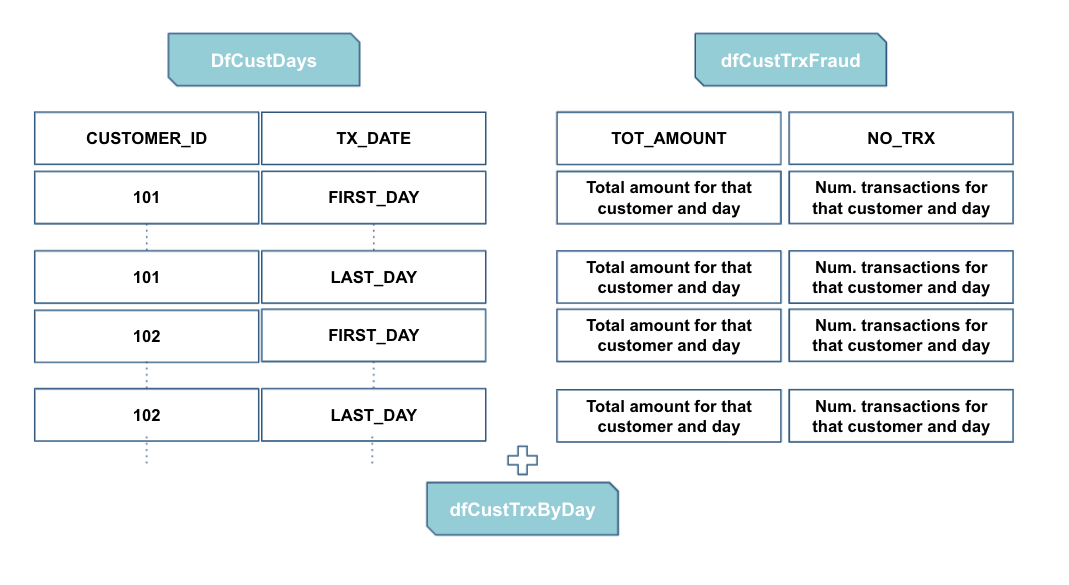 DfCustDays
dfCustTrxFraud
CUSTOMER_ID
TX_DATE
TOT_AMOUNT
NO_TRX
101
FIRST_DAY
Total amount for that
customer and day
Num. transactions for
that customer and day
101
LAST_DAY
Total amount for that
customer and day
Num. transactions for
that customer and day
102
FIRST_DAY
Total amount for that
customer and day
Num. transactions for
that customer and day
102
LAST_DAY
Total amount for that
customer and day
Num. transactions for
that customer and day
dfCustTrxByDay